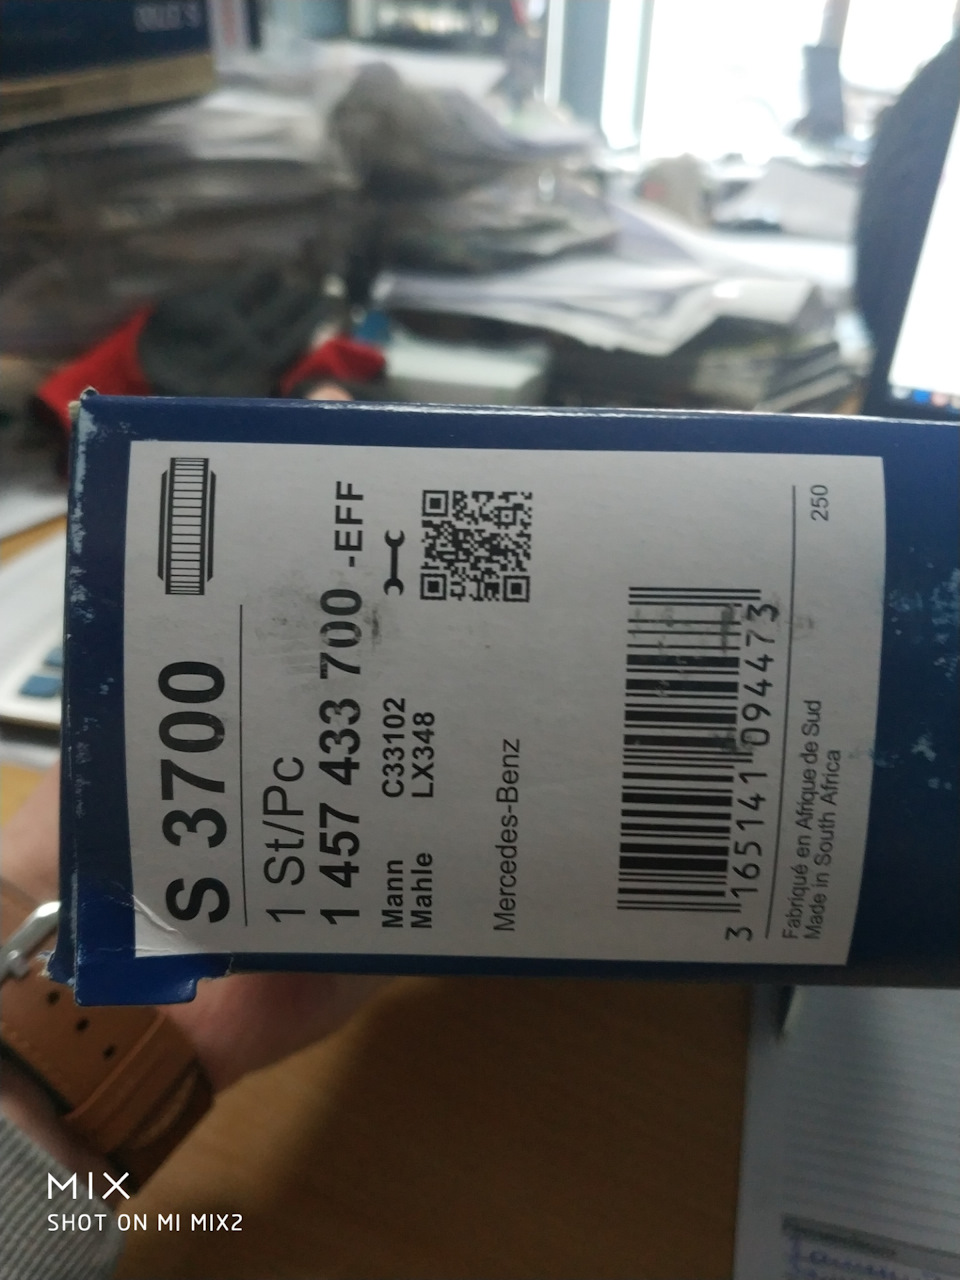 S 3700
1 St/Pc
1 457 433 700 -EFF
Mann C33102
Mahle LX348
Mercedes-Benz
3 165141 094473
Fabriqué en Afrique de Sud
Made in South Africa
250
MIX
SHOT ON MI MIX2